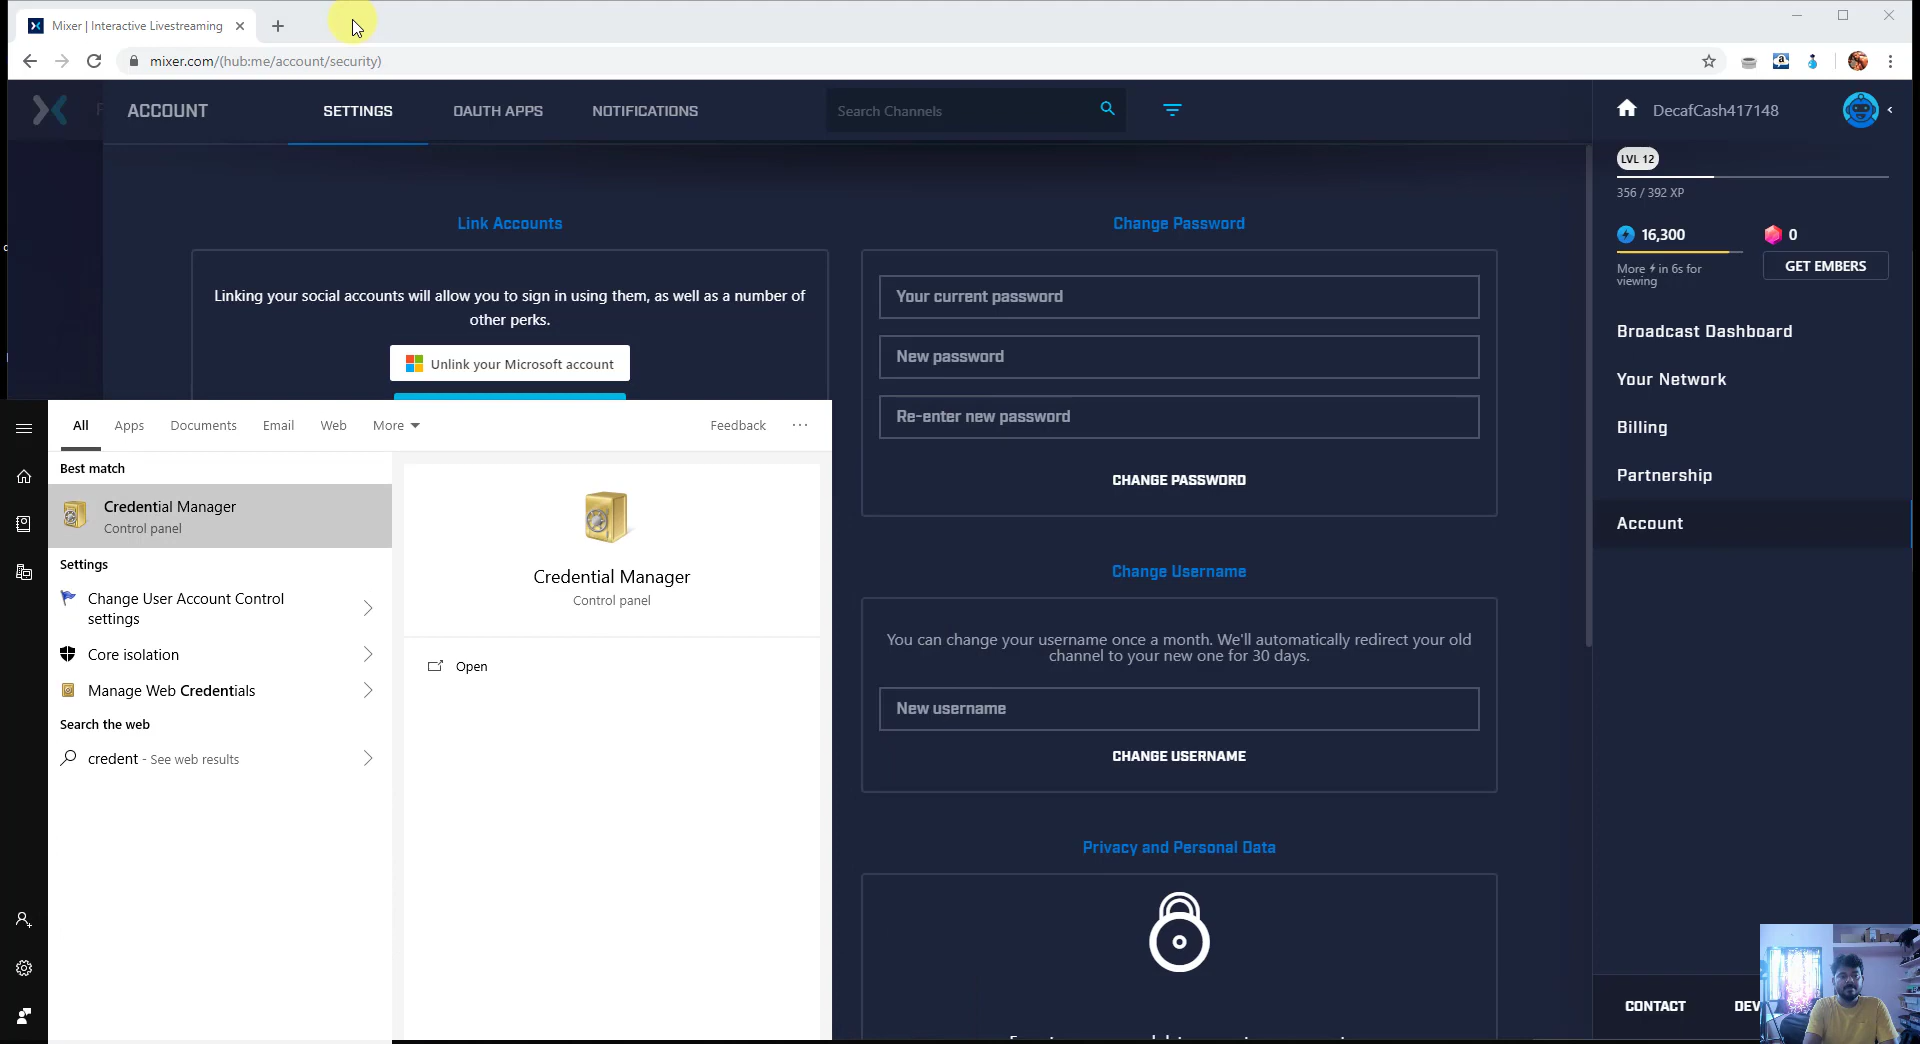 Mixer | Interactive Livestreaming
mixer.com/(hub:me/account/security)
ACCOUNT
SETTINGS
OAUTH APPS
NOTIFICATIONS
Search Channels
DecafCash417148
LVL 12
356 / 392 XP
16,300
0
More in 6s for
viewing
GET EMBERS
Broadcast Dashboard
Your Network
Billing
Partnership
Account
CONTACT
DEV
Link Accounts
Linking your social accounts will allow you to sign in using them, as well as a number of
other perks.
Unlink your Microsoft account
Change Password
Your current password
New password
Re-enter new password
CHANGE PASSWORD
Change Username
You can change your username once a month. We'll automatically redirect your old
channel to your new one for 30 days.
New username
CHANGE USERNAME
Privacy and Personal Data
All
Apps
Documents
Email
Web
More
Feedback
Best match
Credential Manager
Control panel
Settings
Change User Account Control
settings
Core isolation
Manage Web Credentials
Search the web
credent - See web results
Credential Manager
Control panel
Open